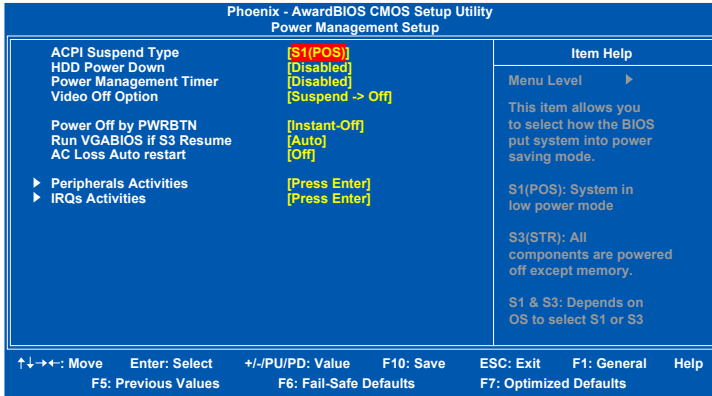 Phoenix - AwardBIOS CMOS Setup Utility
Power Management Setup
ACPI Suspend Type [S1(POS)]
HDD Power Down [Disabled]
Power Management Timer [Disabled]
Video Off Option [Suspend -> Off]
Power Off by PWRBTN [Instant-Off]
Run VGABIOS if S3 Resume [Auto]
AC Loss Auto restart [Off]
Peripherals Activities [Press Enter]
IRQs Activities [Press Enter]
Item Help
Menu Level
This item allows you
to select how the BIOS
put system into power
saving mode.
S1(POS): System in
low power mode
S3(STR): All
components are powered
off except memory.
S1 & S3: Depends on
OS to select S1 or S3
↑↓→←: Move Enter: Select +/-/PU/PD: Value F10: Save ESC: Exit F1: General Help
F5: Previous Values F6: Fail-Safe Defaults F7: Optimized Defaults